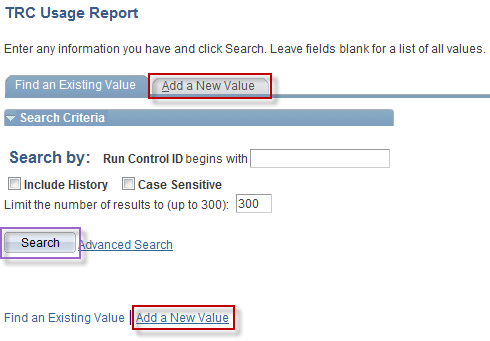 TRC Usage Report
Enter any information you have and click Search. Leave fields blank for a list of all values.
Find an Existing Value Add a New Value
Search Criteria
Search by: Run Control ID begins with
Include History Case Sensitive
Limit the number of results to (up to 300): 300
Search Advanced Search
Find an Existing Value | Add a New Value